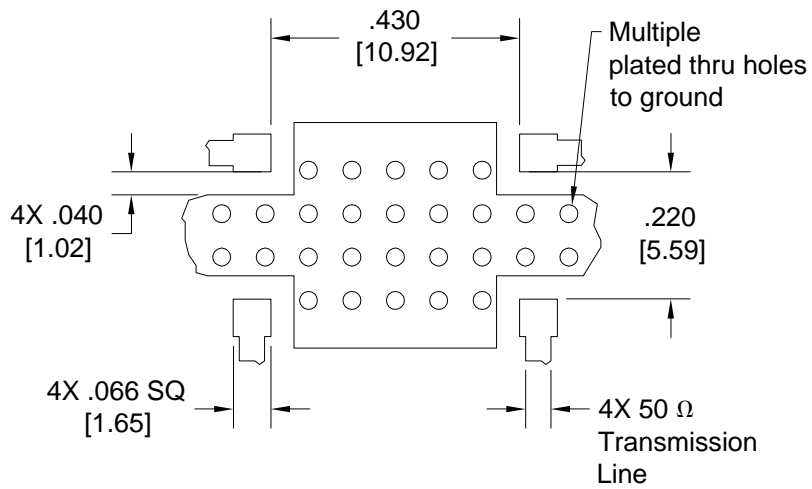 .430
[10.92]
Multiple
plated thru holes
to ground
4X .040
[1.02]
.220
[5.59]
4X .066 SQ
[1.65]
4X 50 Ω
Transmission
Line